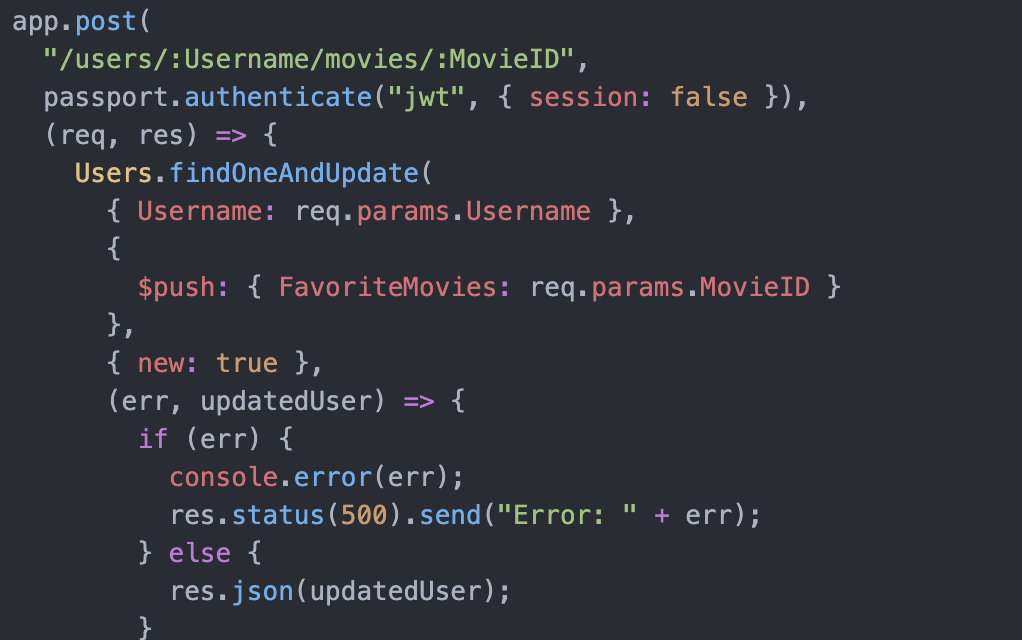 app.post(
  "/users/:Username/movies/:MovieID",
  passport.authenticate("jwt", { session: false }),
  (req, res) => {
    Users.findOneAndUpdate(
      { Username: req.params.Username },
      {
        $push: { FavoriteMovies: req.params.MovieID }
      },
      { new: true },
      (err, updatedUser) => {
        if (err) {
          console.error(err);
          res.status(500).send("Error: " + err);
        } else {
          res.json(updatedUser);
        }